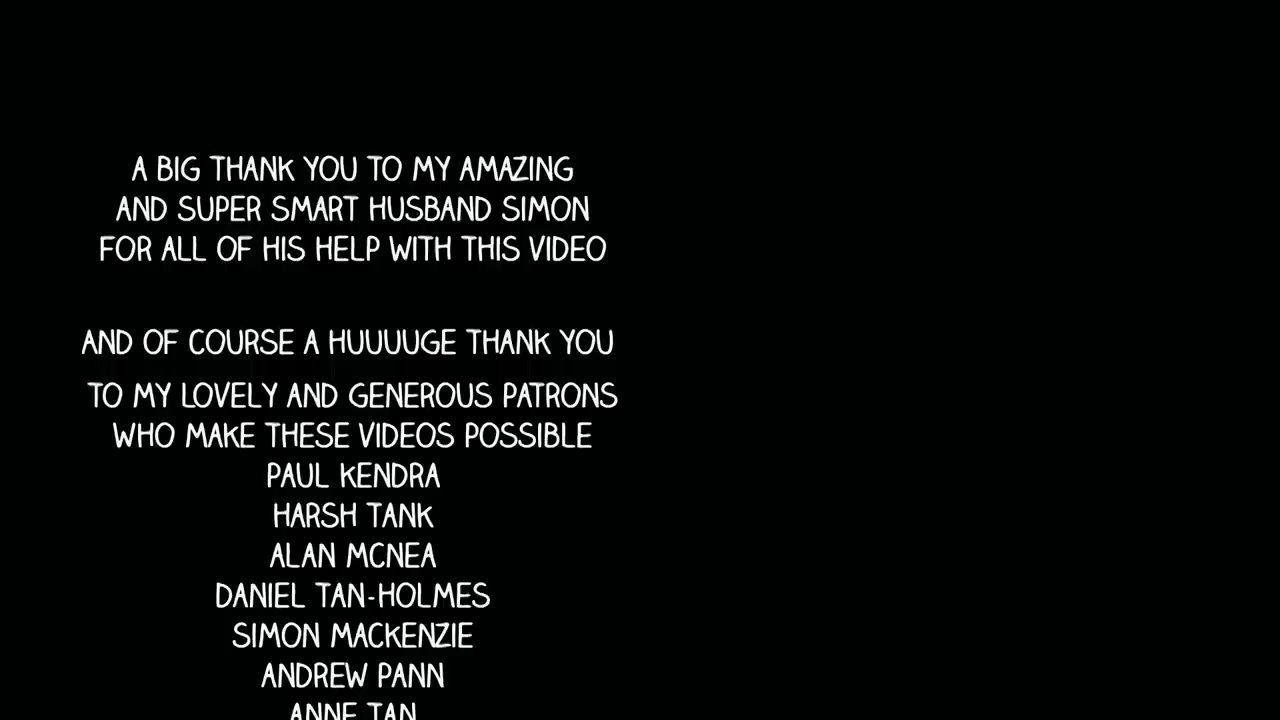 A BIG THANK YOU TO MY AMAZING
AND SUPER SMART HUSBAND SIMON
FOR ALL OF HIS HELP WITH THIS VIDEO
AND OF COURSE A HUUUUGE THANK YOU
TO MY LOVELY AND GENEROUS PATRONS
WHO MAKE THESE VIDEOS POSSIBLE
PAUL KENDRA
HARSH TANK
ALAN MCNEA
DANIEL TAN-HOLMES
SIMON MACKENZIE
ANDREW PANN
ANNE TAN